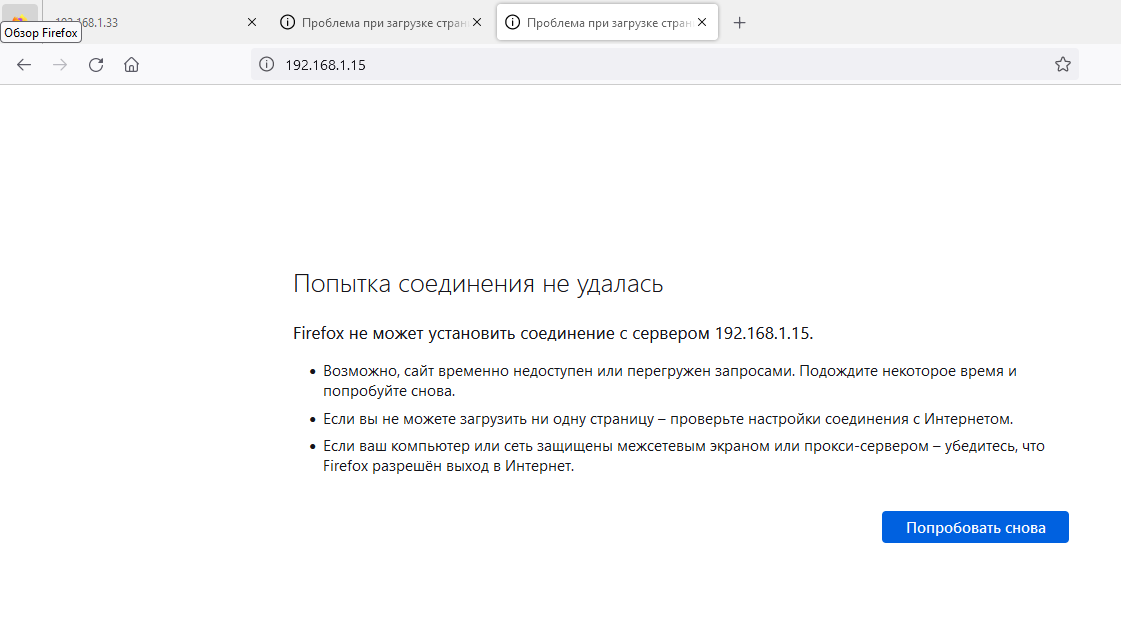 192.168.1.33
Проблема при загрузке стран
Проблема при загрузке стран
Обзор Firefox
192.168.1.15
Попытка соединения не удалась
Firefox не может установить соединение с сервером 192.168.1.15.
Возможно, сайт временно недоступен или перегружен запросами. Подождите некоторое время и
попробуйте снова.
Если вы не можете загрузить ни одну страницу – проверьте настройки соединения с Интернетом.
Если ваш компьютер или сеть защищены межсетевым экраном или прокси-сервером – убедитесь, что
Firefox разрешён выход в Интернет.
Попробовать снова